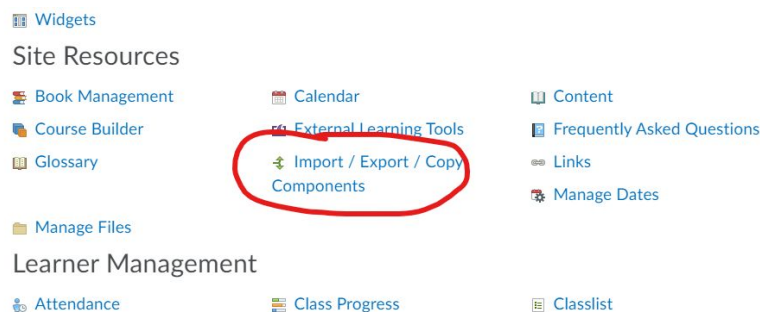 Widgets
Site Resources
Book Management
Calendar
Content
Course Builder
External Learning Tools
Frequently Asked Questions
Glossary
Import / Export / Copy
Components
Links
Manage Dates
Manage Files
Learner Management
Attendance
Class Progress
Classlist